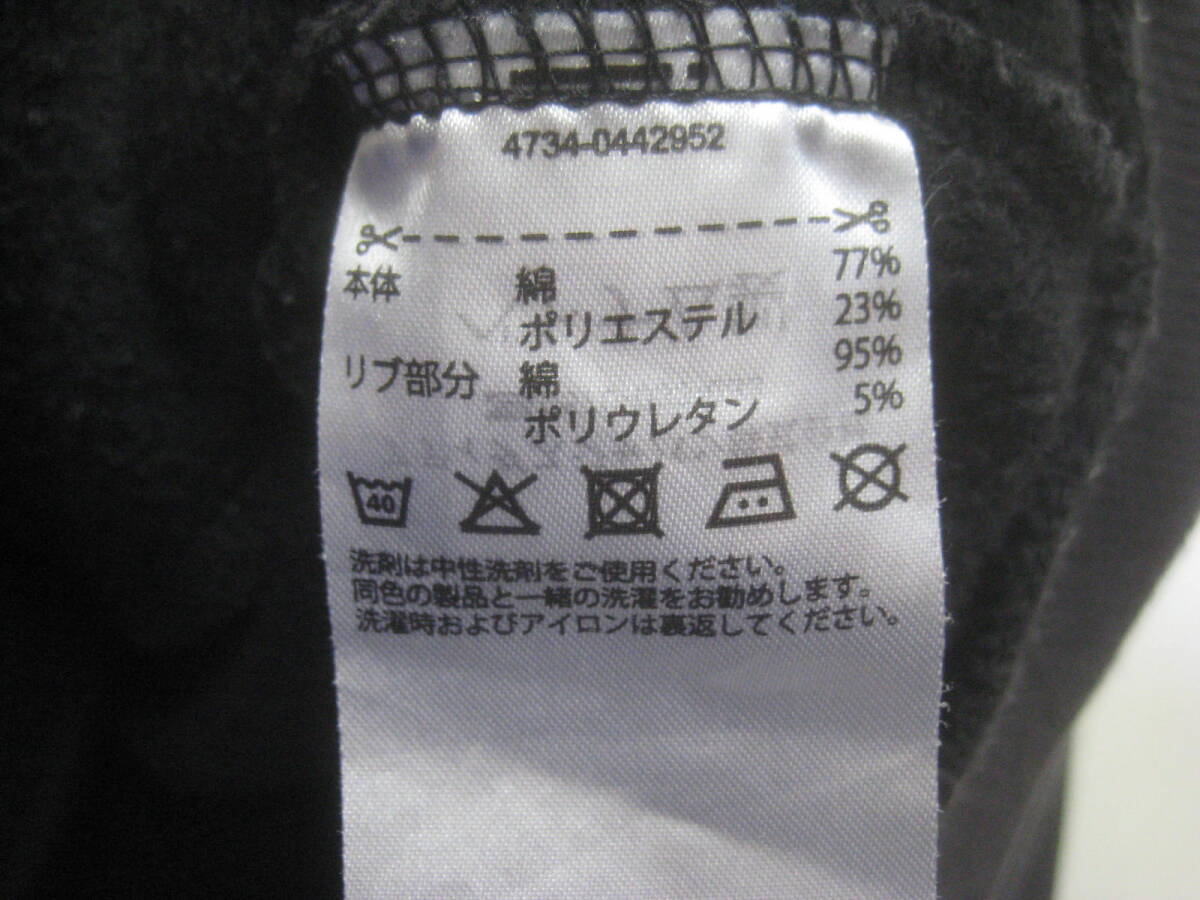 4734-0442952
本体 綿 77%
ポリエステル 23%
リブ部分 綿 95%
ポリウレタン 5%
40
洗剤は中性洗剤をご使用ください。
同色の製品と一緒の洗濯をお勧めします。
洗濯時およびアイロンは裏返してください。